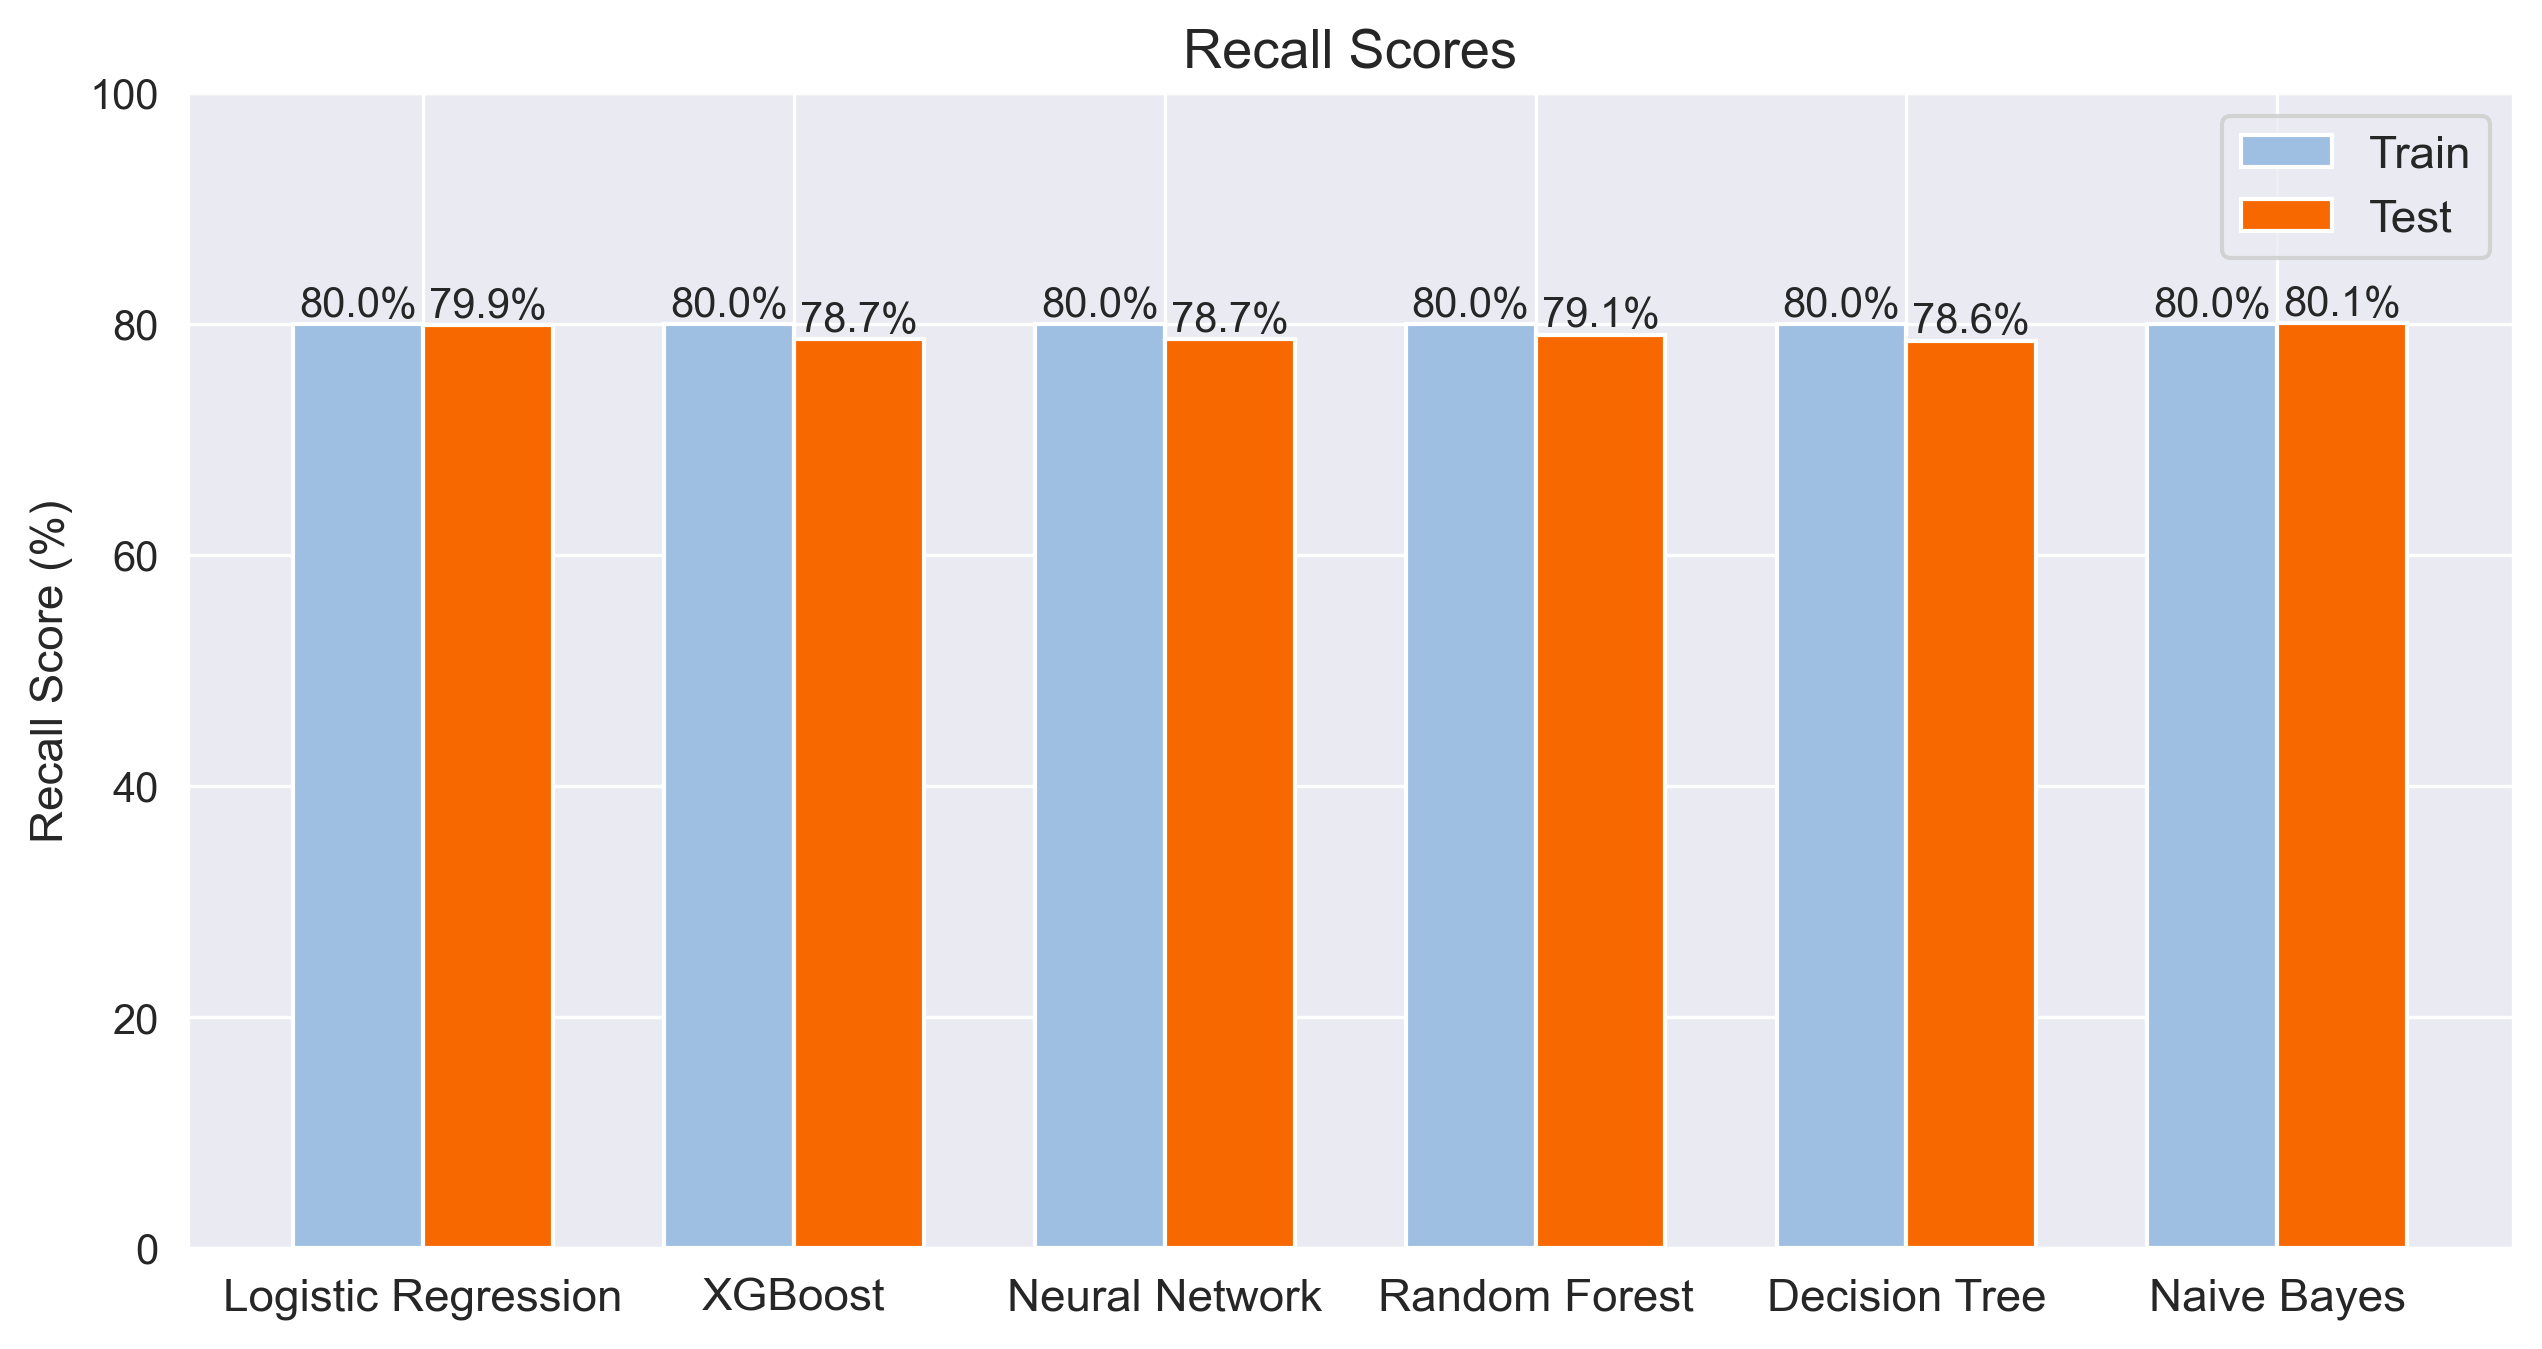 Recall Scores
100
80
60
40
20
0
Recall Score (%)
Train
Test
80.0% 79.9% 80.0% 78.7% 80.0% 78.7% 80.0% 79.1% 80.0% 78.6% 80.0% 80.1%
Logistic Regression XGBoost Neural Network Random Forest Decision Tree Naive Bayes